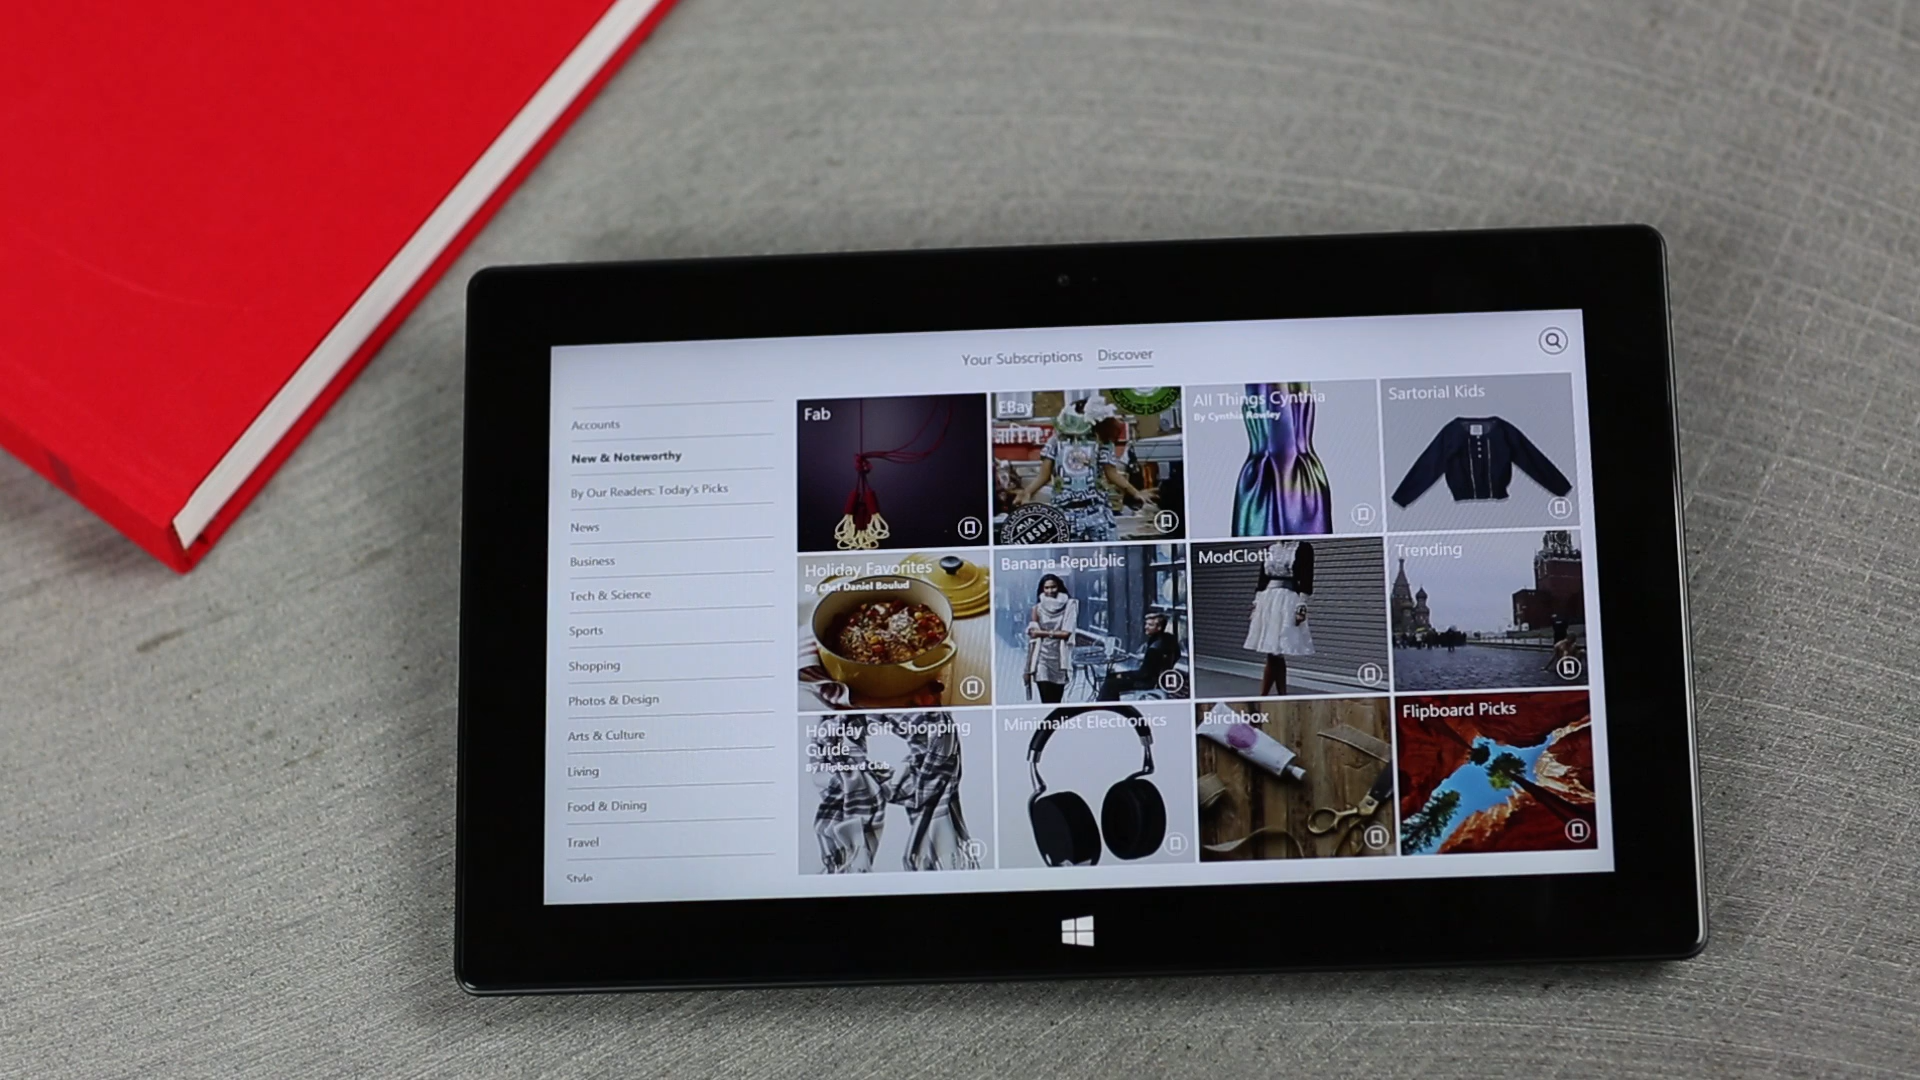 Your Subscriptions Discover
Accounts
New & Noteworthy
By Our Readers: Today's Picks
News
Business
Tech & Science
Sports
Shopping
Photos & Design
Arts & Culture
Living
Food & Dining
Travel
Style
Fab
EBay
All Things Cynthia
By Cynthia Rowley
Sartorial Kids
Holiday Favorites
By Chef Daniel Boulud
Banana Republic
ModCloth
Trending
Holiday Gift Shopping
Guide
By Flipboard Club
Minimalist Electronics
Birchbox
Flipboard Picks